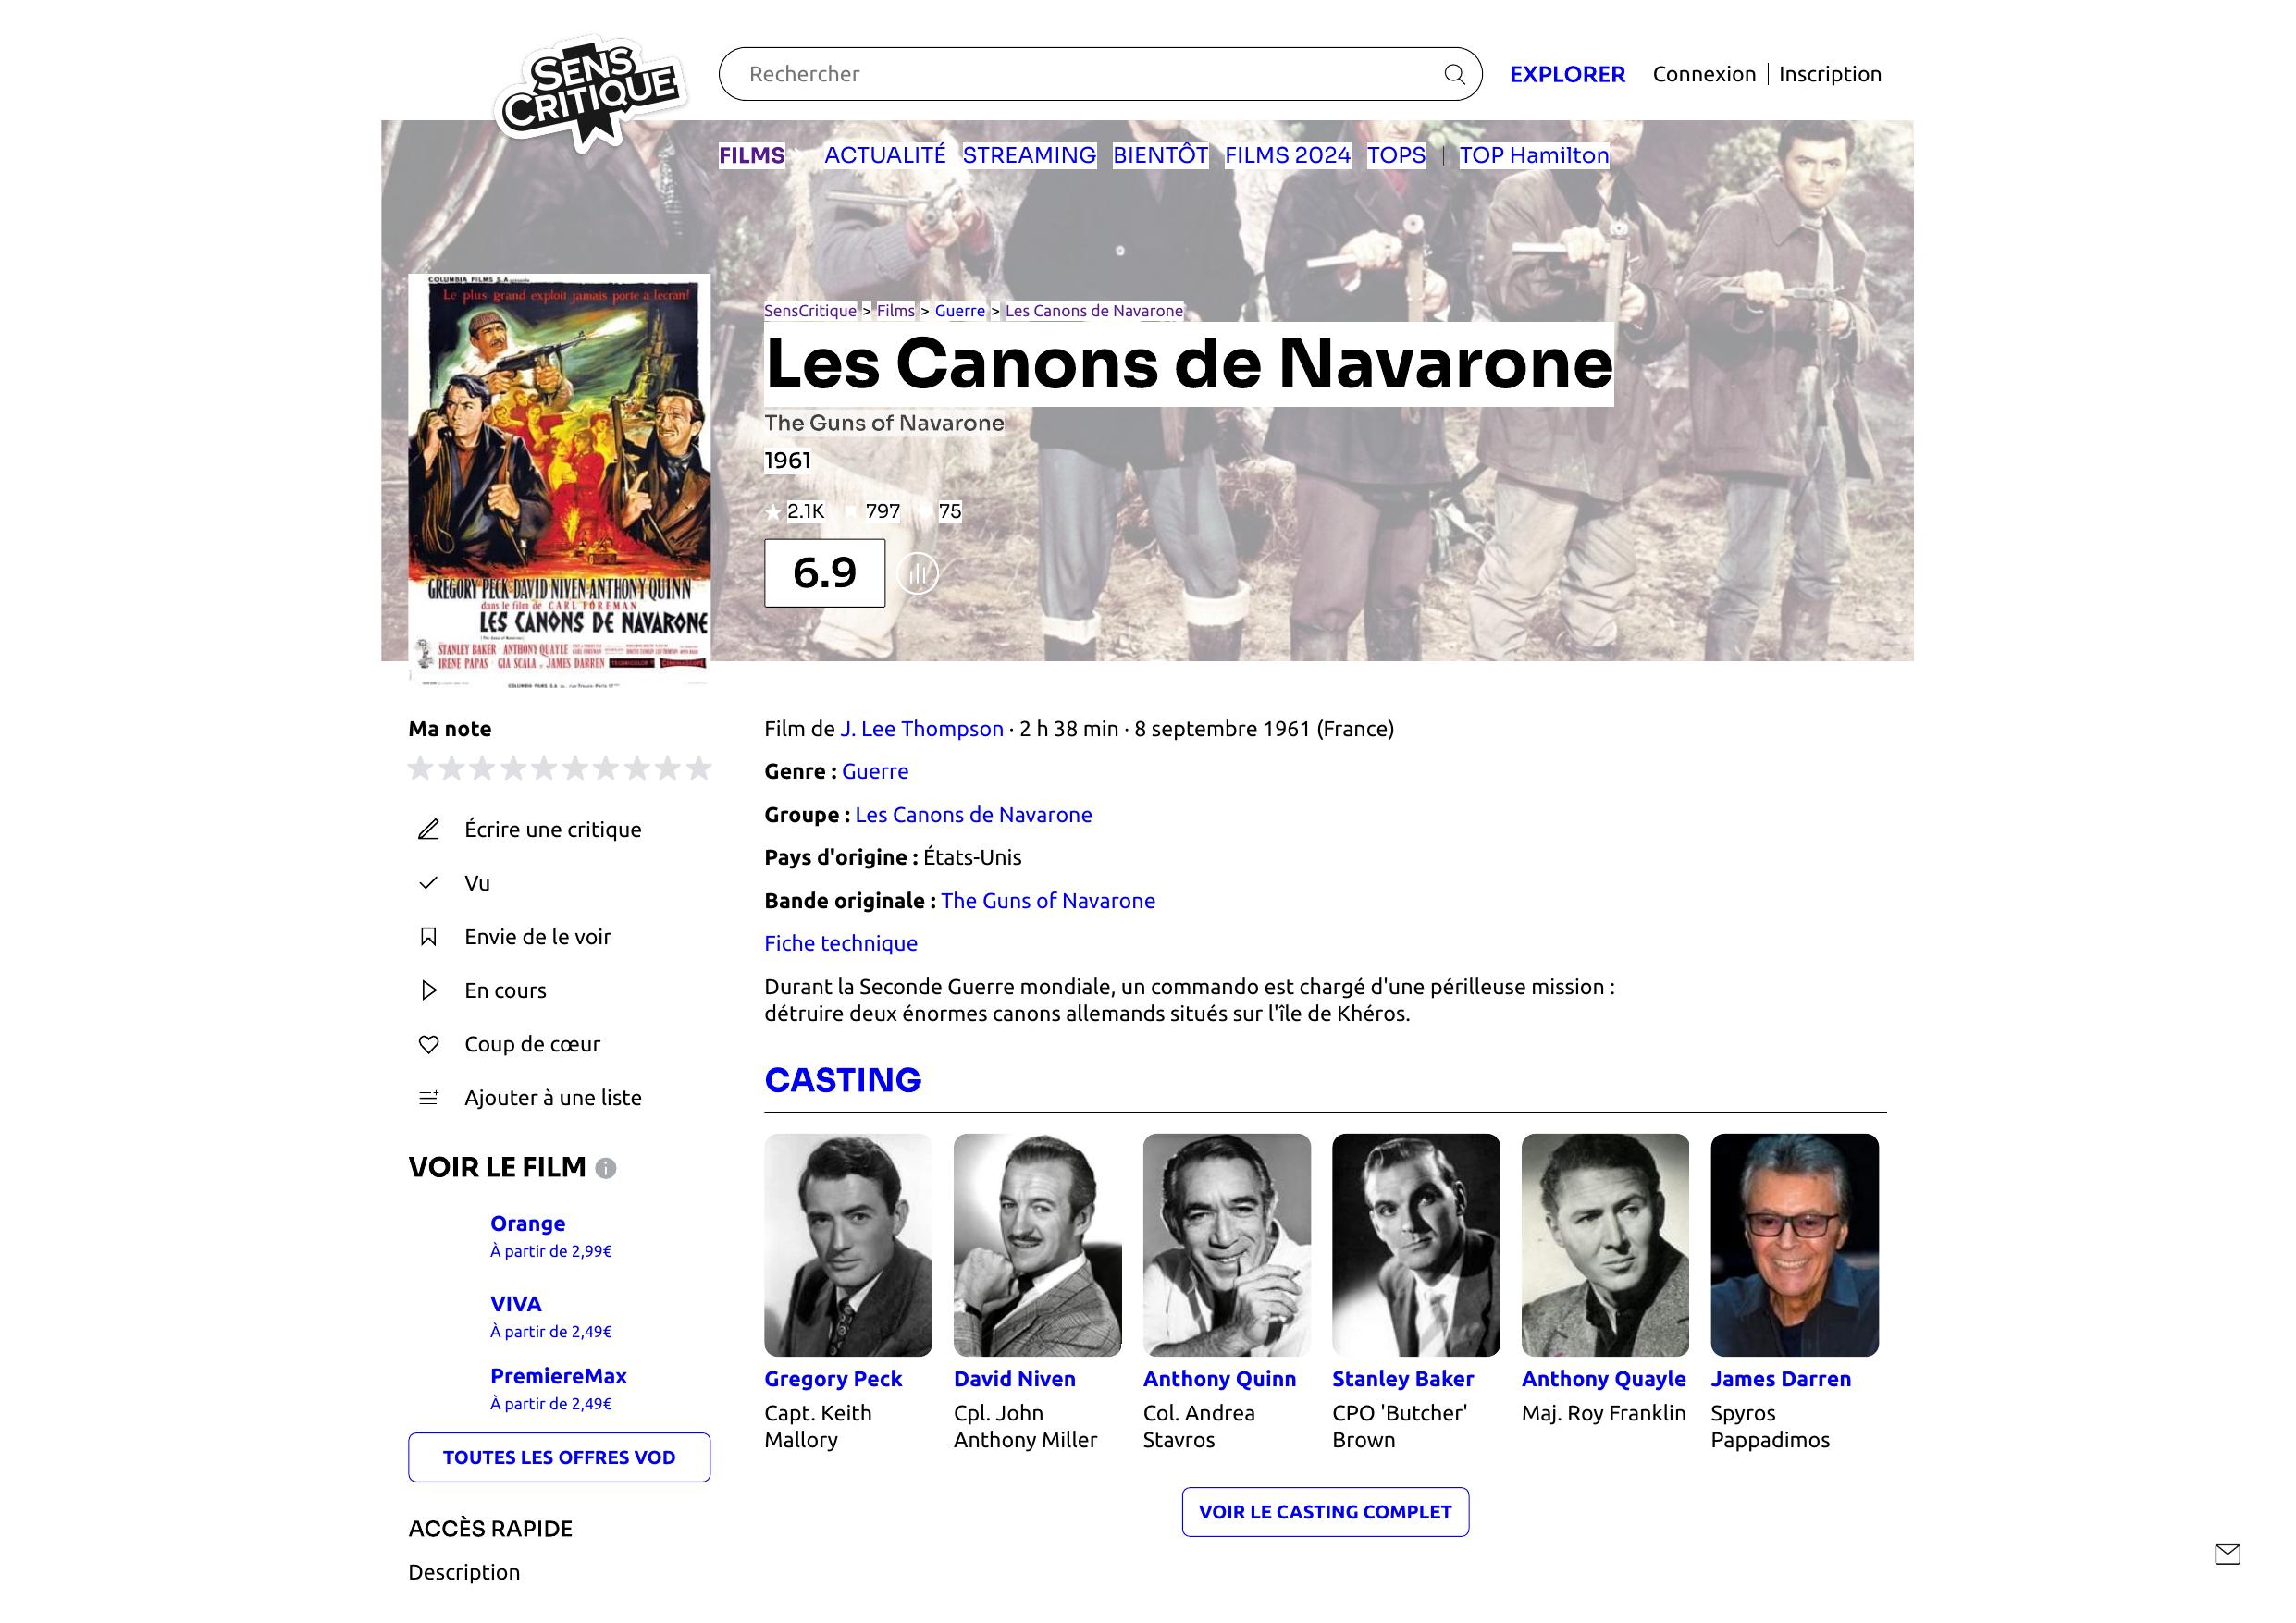 SENS
CRITIQUE
Rechercher
EXPLORER
Connexion | Inscription
FILMS ACTUALITÉ STREAMING BIENTÔT FILMS 2024 TOPS | TOP Hamilton
COLUMBIA FILMS S.A.
Le plus grand exploit jamais porté à l'écran!
GREGORY PECK DAVID NIVEN ANTHONY QUINN
dans le film de CARL FOREMAN
LES CANONS DE NAVARONE
STANLEY BAKER ANTHONY QUAYLE
IRENE PAPAS GIA SCALA JAMES DARREN
SensCritique > Films > Guerre > Les Canons de Navarone
Les Canons de Navarone
The Guns of Navarone
1961
2.1K 797 75
6.9
Ma note
Écrire une critique
Vu
Envie de le voir
En cours
Coup de cœur
Ajouter à une liste
VOIR LE FILM
Orange
À partir de 2,99€
VIVA
À partir de 2,49€
PremiereMax
À partir de 2,49€
TOUTES LES OFFRES VOD
ACCÈS RAPIDE
Description
Film de J. Lee Thompson · 2 h 38 min · 8 septembre 1961 (France)
Genre : Guerre
Groupe : Les Canons de Navarone
Pays d'origine : États-Unis
Bande originale : The Guns of Navarone
Fiche technique
Durant la Seconde Guerre mondiale, un commando est chargé d'une périlleuse mission :
détruire deux énormes canons allemands situés sur l'île de Khéros.
CASTING
Gregory Peck
Capt. Keith
Mallory
David Niven
Cpl. John
Anthony Miller
Anthony Quinn
Col. Andrea
Stavros
Stanley Baker
CPO 'Butcher'
Brown
Anthony Quayle
Maj. Roy Franklin
James Darren
Spyros
Pappadimos
VOIR LE CASTING COMPLET